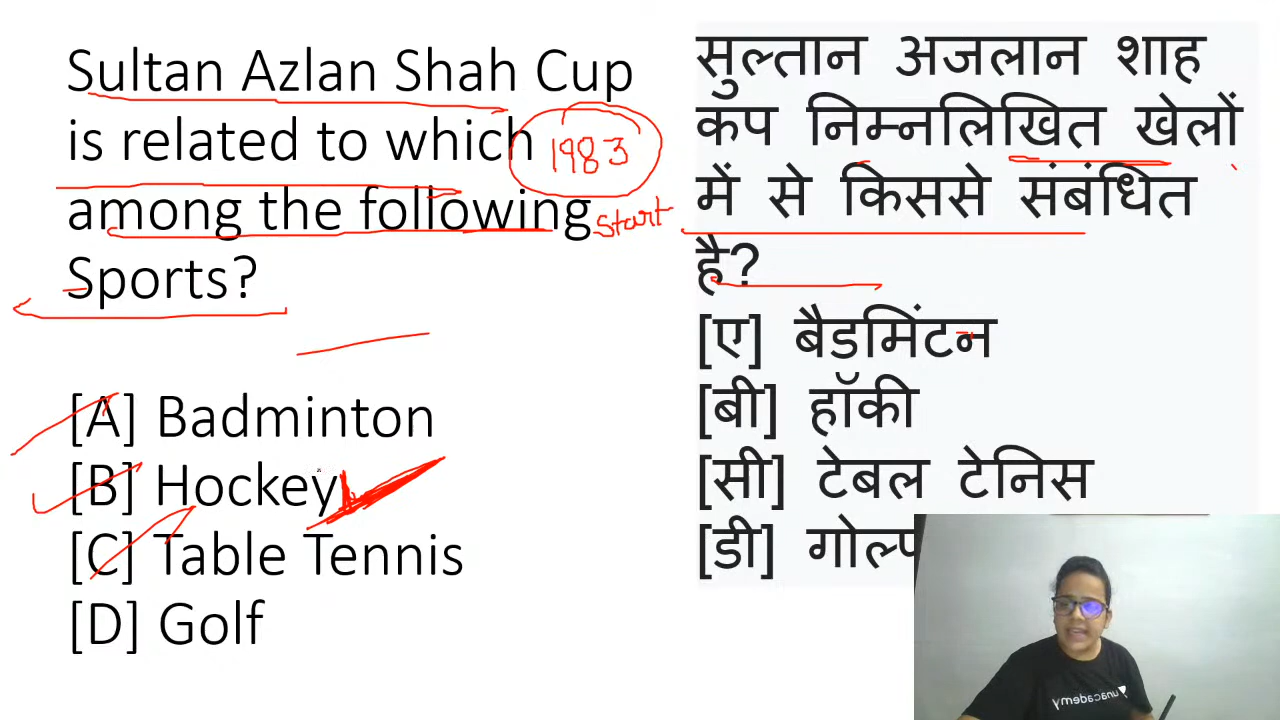 Sultan Azlan Shah Cup
is related to which
1983
among the following
start
Sports?
[A] Badminton
[B] Hockey
[C] Table Tennis
[D] Golf
सुल्तान अजलान शाह
कप निम्नलिखित खेलों
में से किससे संबंधित
है?
[ए] बैडमिंटन
[बी] हॉकी
[सी] टेबल टेनिस
[डी] गोल्फ
unacademy